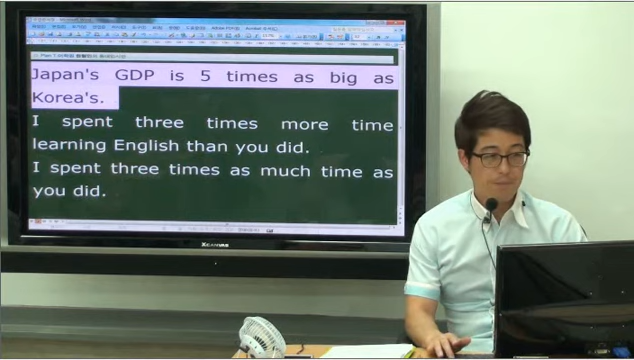 Japan's GDP is 5 times as big as
Korea's.
I spent three times more time
learning English than you did.
I spent three times as much time as
you did.
XCANVAS